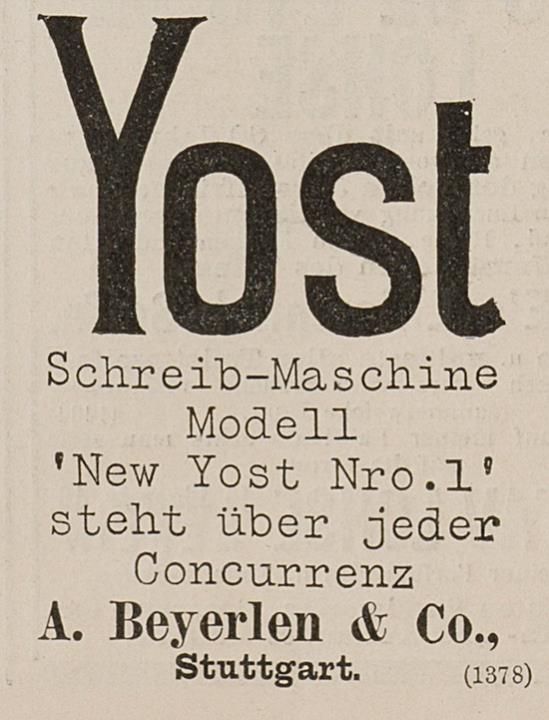 Yost
Schreib-Maschine
Modell
'New Yost Nro.1'
steht über jeder
Concurrenz
A. Beyerlen & Co.,
Stuttgart.
(1378)